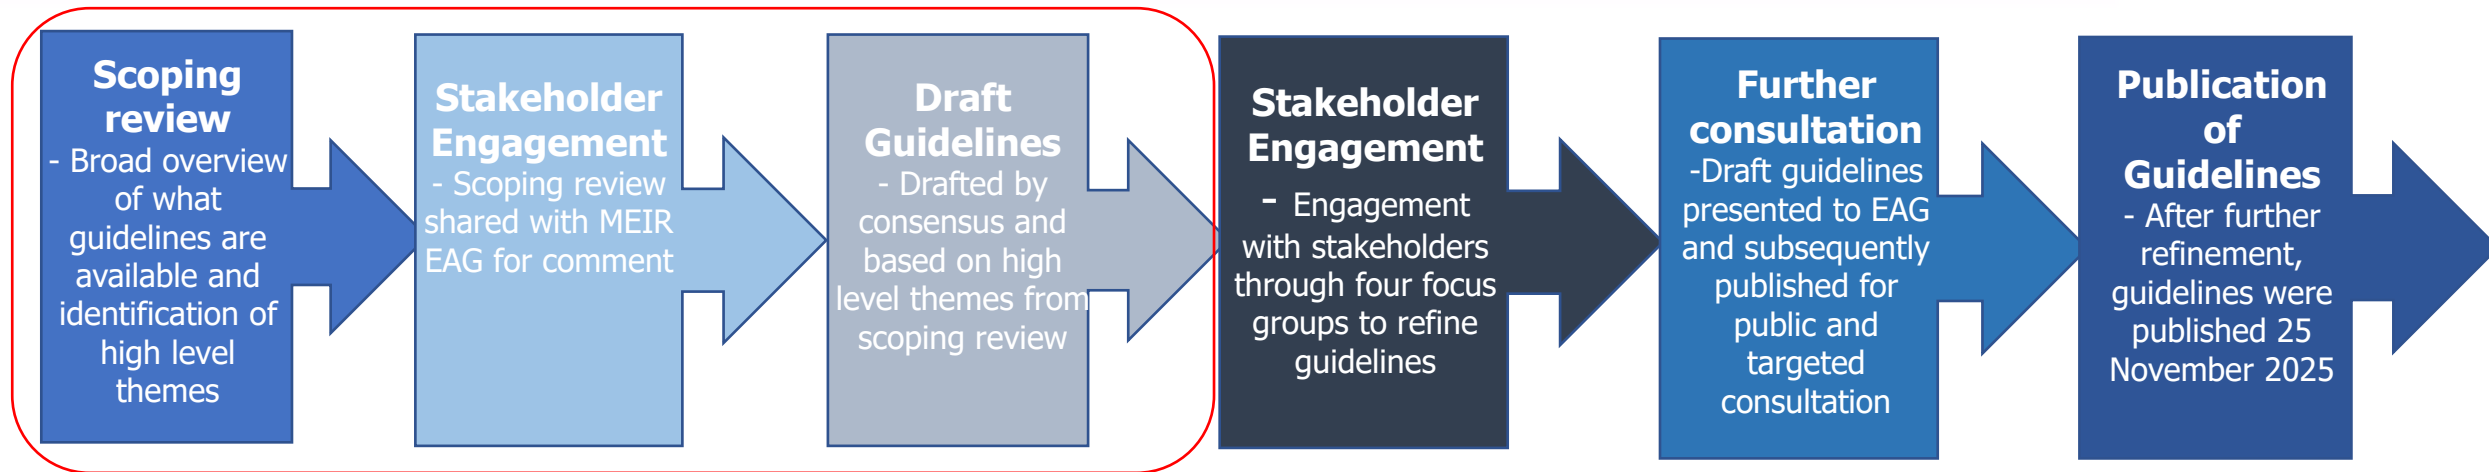 Scoping
review
- Broad overview
of what
guidelines are
available and
identification of
high level
themes
Stakeholder
Engagement
- Scoping review
shared with MEIR
EAG for comment
Draft
Guidelines
- Drafted by
consensus and
based on high
level themes from
scoping review
Stakeholder
Engagement
- Engagement
with stakeholders
through four focus
groups to refine
guidelines
Further
consultation
-Draft guidelines
presented to EAG
and subsequently
published for
public and
targeted
consultation
Publication
of
Guidelines
- After further
refinement,
guidelines were
published 25
November 2025